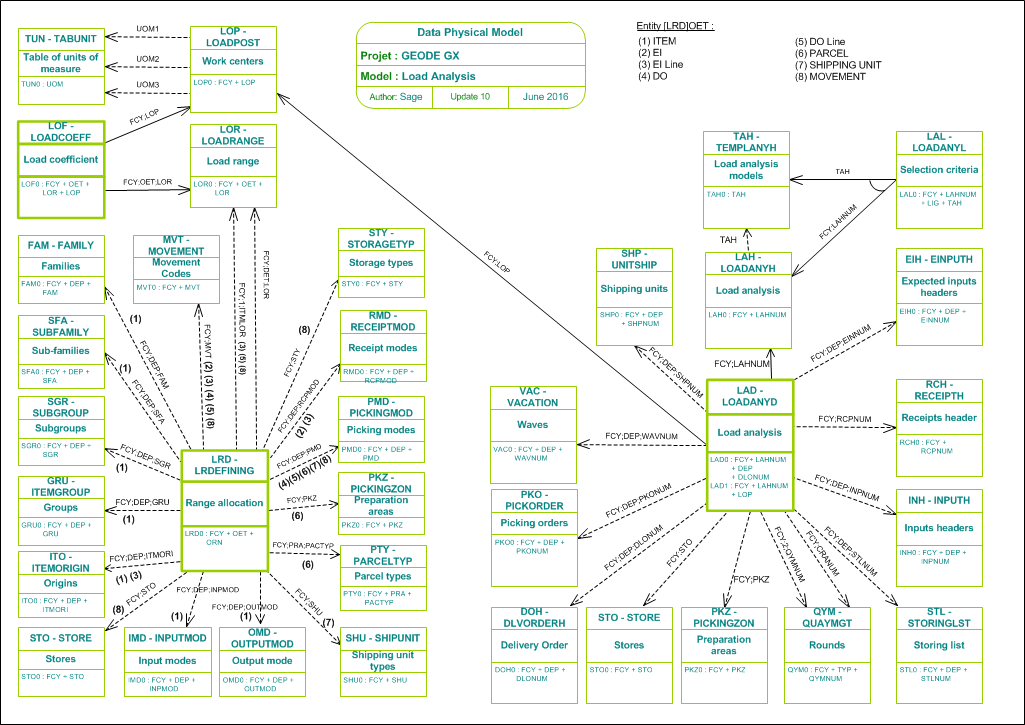 Data Physical Model
Projet : GEODE GX
Model : Load Analysis
Author: Sage
Update 10
June 2016
Entity [LRD]OET :
(1) ITEM
(2) EI
(3) EI Line
(4) DO
(5) DO Line
(6) PARCEL
(7) SHIPPING UNIT
(8) MOVEMENT
TUN - TABUNIT
Table of units of
measure
TUN0 : UOM
UOM1
UOM2
UOM3
LOP -
LOADPOST
Work centers
LOP0 : FCY + LOP
FCY;LOP
LOF -
LOADCOEFF
Load coefficient
LOF0 : FCY + OET +
LOR + LOP
FCY;OET;LOR
LOR -
LOADRANGE
Load range
LOR0 : FCY + OET +
LOR
FAM - FAMILY
Families
FAM0 : FCY + DEP +
FAM
MVT -
MOVEMENT
Movement
Codes
MVT0 : FCY + MVT
STY -
STORAGETYP
Storage types
STY0 : FCY + STY
SFA -
SUBFAMILY
Sub-families
SFA0 : FCY + DEP +
SFA
RMD -
RECEIPTMOD
Receipt modes
RMD0 : FCY + DEP +
RCPMOD
SGR -
SUBGROUP
Subgroups
SGR0 : FCY + DEP +
SGR
PMD -
PICKINGMOD
Picking modes
PMD0 : FCY + DEP +
PMD
GRU -
ITEMGROUP
Groups
GRU0 : FCY + DEP +
GRU
LRD -
LRDEFINING
Range allocation
LRD0 : FCY + OET +
ORN
PKZ -
PICKINGZON
Preparation
areas
PKZ0 : FCY + PKZ
ITO -
ITEMORIGIN
Origins
ITO0 : FCY + DEP +
ITMORI
PTY -
PARCELTYP
Parcel types
PTY0 : FCY + PRA +
PACTYP
STO - STORE
Stores
STO0 : FCY + STO
IMD - INPUTMOD
Input modes
IMD0 : FCY + DEP +
INPMOD
OMD -
OUTPUTMOD
Output mode
OMD0 : FCY + DEP +
OUTMOD
SHU - SHIPUNIT
Shipping unit
types
SHU0 : FCY + SHU
FCY;DEP;FAM
(1)
FCY;DEP;SFA
(1)
FCY;DEP;SGR
(1)
FCY;DEP;GRU
(1)
FCY;DEP;ITMORI
(1) (3)
FCY;STO
(8)
FCY;DEP;INPMOD
(1)
FCY;DEP;OUTMOD
(1)
FCY;SHU
(7)
FCY;PRA;PACTYP
(6)
FCY;PKZ
(6)
FCY;DEP;PMD
(4)(5)(6)(7)(8)
FCY;DEP;RCPMOD
(2) (3)
FCY;STY
(8)
FCY;MVT (2) (3) (4) (5) (8)
FCY;1;ITMLOR (3) (5) (8)
FCY;OET;LOR
FCY;LOP
TAH -
TEMPLANYH
Load analysis
models
TAH0 : TAH
LAL -
LOADANYL
Selection criteria
LAL0 : FCY + LAHNUM
+ LIG + TAH
TAH
FCY;LAHNUM
TAH
SHP -
UNITSHIP
Shipping units
SHP0 : FCY + DEP
+ SHPNUM
LAH -
LOADANYH
Load analysis
LAH0 : FCY + LAHNUM
EIH - EINPUTH
Expected inputs
headers
EIH0 : FCY + DEP +
EINNUM
FCY;LAHNUM
FCY;DEP;EINNUM
FCY;DEP;SHPNUM
VAC -
VACATION
Waves
VAC0 : FCY + DEP +
WAVNUM
FCY;DEP;WAVNUM
LAD -
LOADANYD
Load analysis
LAD0 : FCY+ LAHNUM
+ DEP
+ DLONUM
LAD1 : FCY + LAHNUM
+ LOP
FCY;RCPNUM
RCH -
RECEIPTH
Receipts header
RCH0 : FCY +
RCPNUM
PKO -
PICKORDER
Picking orders
PKO0 : FCY + DEP +
PKONUM
FCY;DEP;PKONUM
FCY;DEP;INPNUM
INH - INPUTH
Inputs headers
INH0 : FCY + DEP +
INPNUM
FCY;DEP;DLONUM
FCY;STO
FCY;PKZ
FCY;2;QYMNUM
FCY;CRANUM
FCY;DEP;STLNUM
DOH -
DLVORDERH
Delivery Order
DOH0 : FCY + DEP +
DLONUM
STO - STORE
Stores
STO0 : FCY + STO
PKZ -
PICKINGZON
Preparation
areas
PKZ0 : FCY + PKZ
QYM -
QUAYMGT
Rounds
QYM0 : FCY + TYP +
QYMNUM
STL -
STORINGLST
Storing list
STL0 : FCY + DEP +
STLNUM